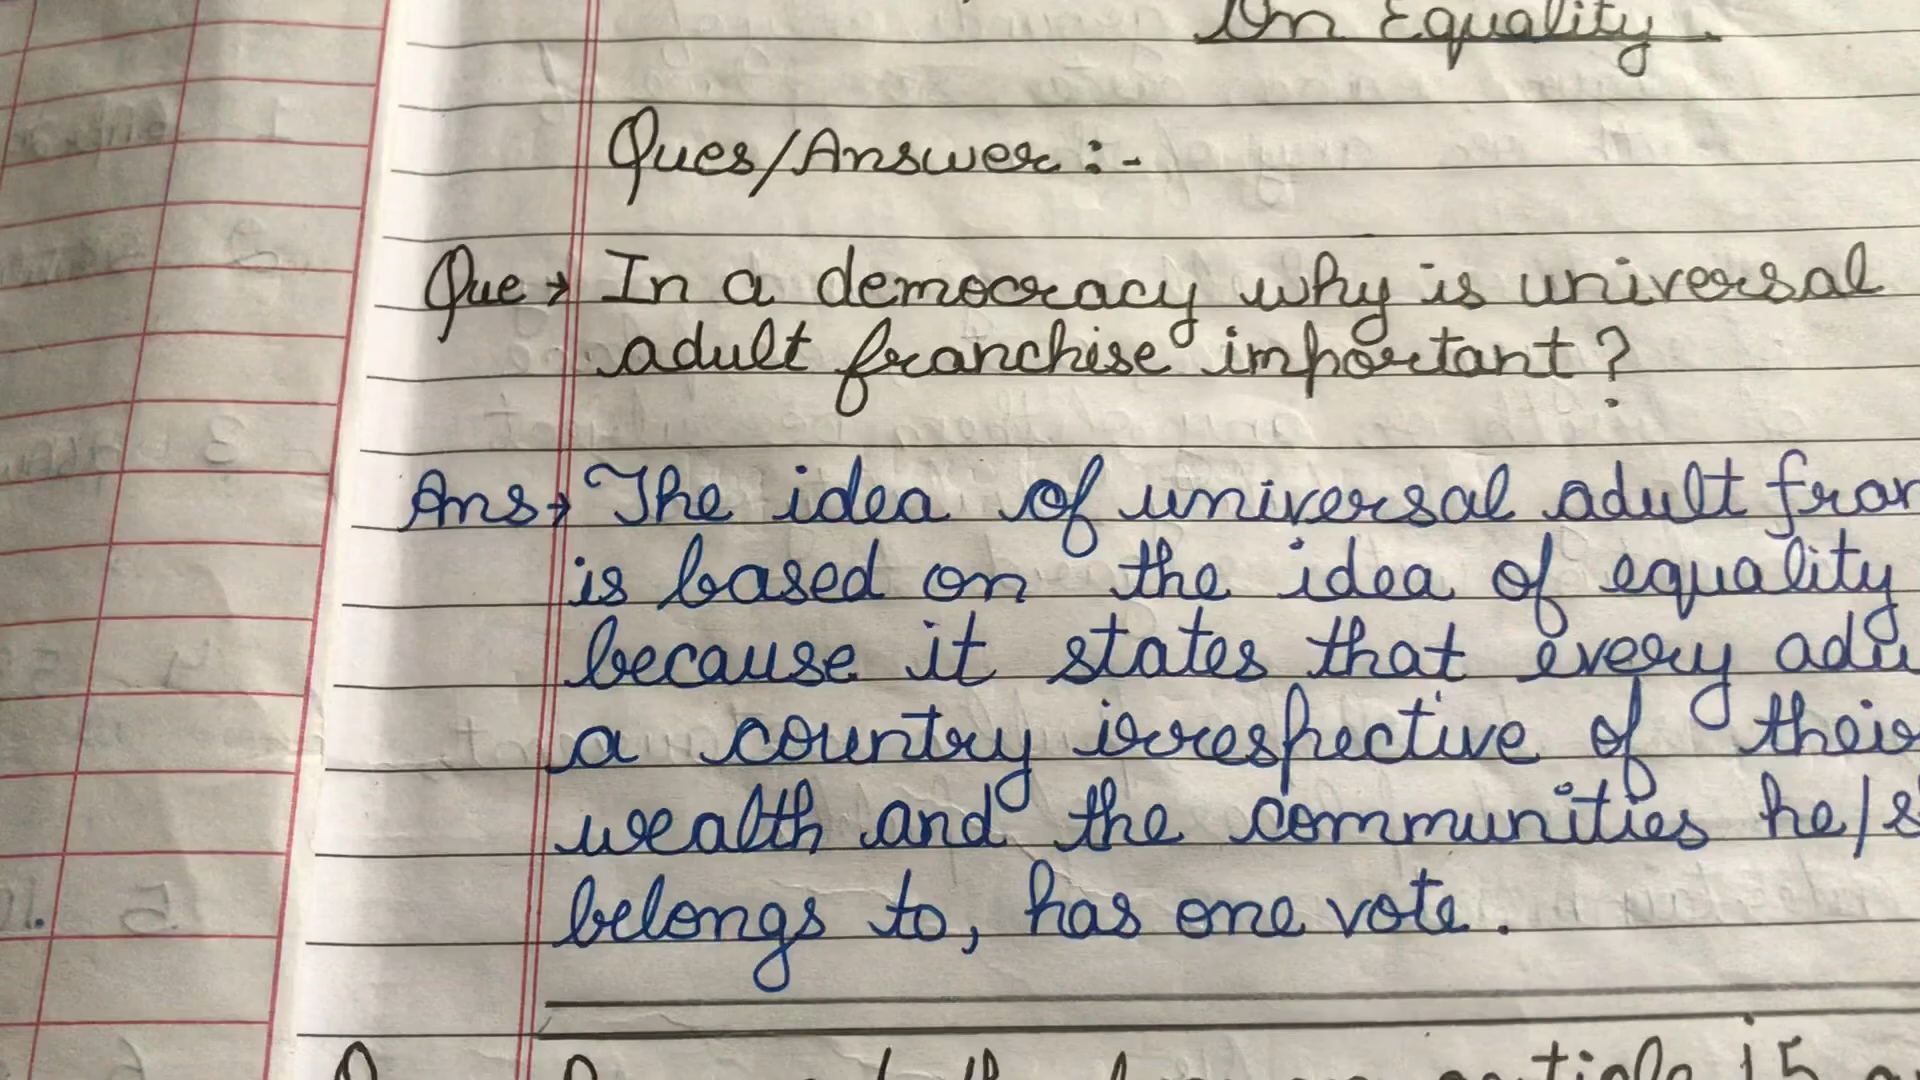 On Equality.
Ques/Answer :-
Que → In a democracy why is universal
adult franchise important?
Ans → The idea of universal adult fran
is based on the idea of equality
because it states that every adu
a country irrespective of their
wealth and the communities he/s
belongs to, has one vote.
article 15